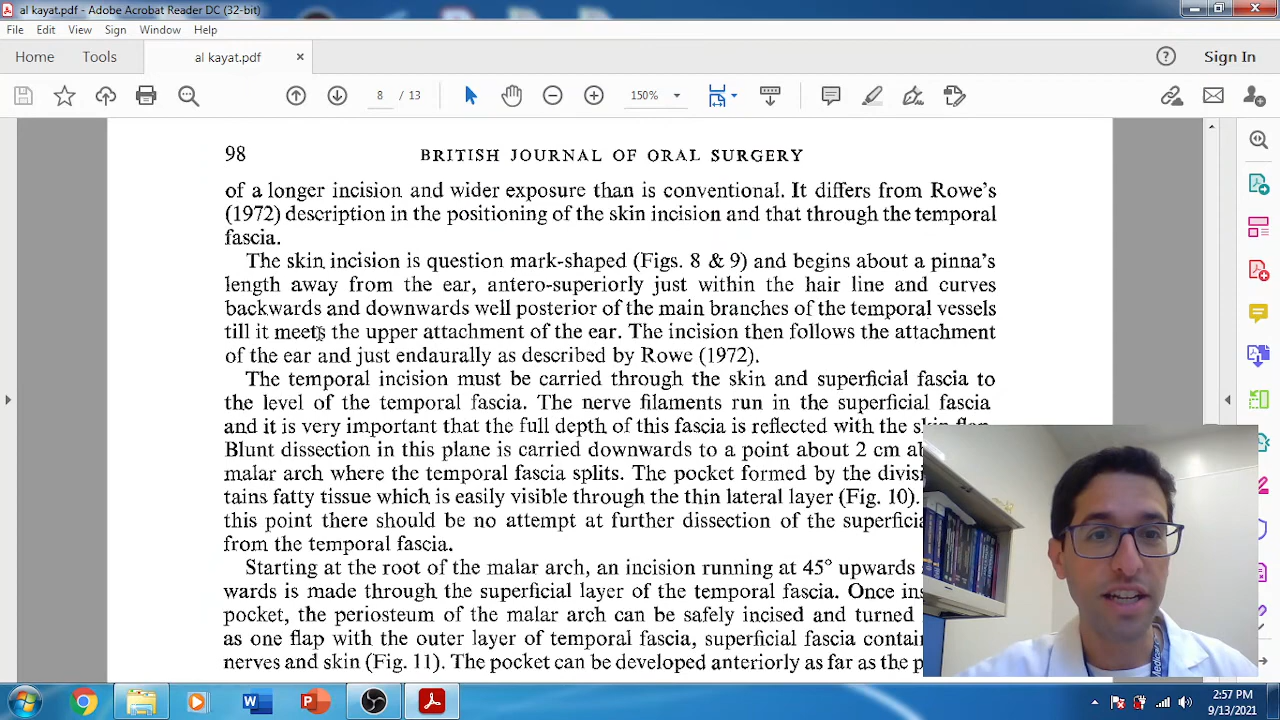 al kayat.pdf - Adobe Acrobat Reader DC (32-bit)
File Edit View Sign Window Help
Home Tools al kayat.pdf × Sign In
8 / 13 150%
98 BRITISH JOURNAL OF ORAL SURGERY
of a longer incision and wider exposure than is conventional. It differs from Rowe's
(1972) description in the positioning of the skin incision and that through the temporal
fascia.
The skin incision is question mark-shaped (Figs. 8 & 9) and begins about a pinna's
length away from the ear, antero-superiorly just within the hair line and curves
backwards and downwards well posterior of the main branches of the temporal vessels
till it meets the upper attachment of the ear. The incision then follows the attachment
of the ear and just endaurally as described by Rowe (1972).
The temporal incision must be carried through the skin and superficial fascia to
the level of the temporal fascia. The nerve filaments run in the superficial fascia
and it is very important that the full depth of this fascia is reflected with the skin flap.
Blunt dissection in this plane is carried downwards to a point about 2 cm ab
malar arch where the temporal fascia splits. The pocket formed by the divisi
tains fatty tissue which is easily visible through the thin lateral layer (Fig. 10).
this point there should be no attempt at further dissection of the superficia
from the temporal fascia.
Starting at the root of the malar arch, an incision running at 45° upwards
wards is made through the superficial layer of the temporal fascia. Once ins
pocket, the periosteum of the malar arch can be safely incised and turned
as one flap with the outer layer of temporal fascia, superficial fascia contain
nerves and skin (Fig. 11). The pocket can be developed anteriorly as far as the p
2:57 PM
9/13/2021